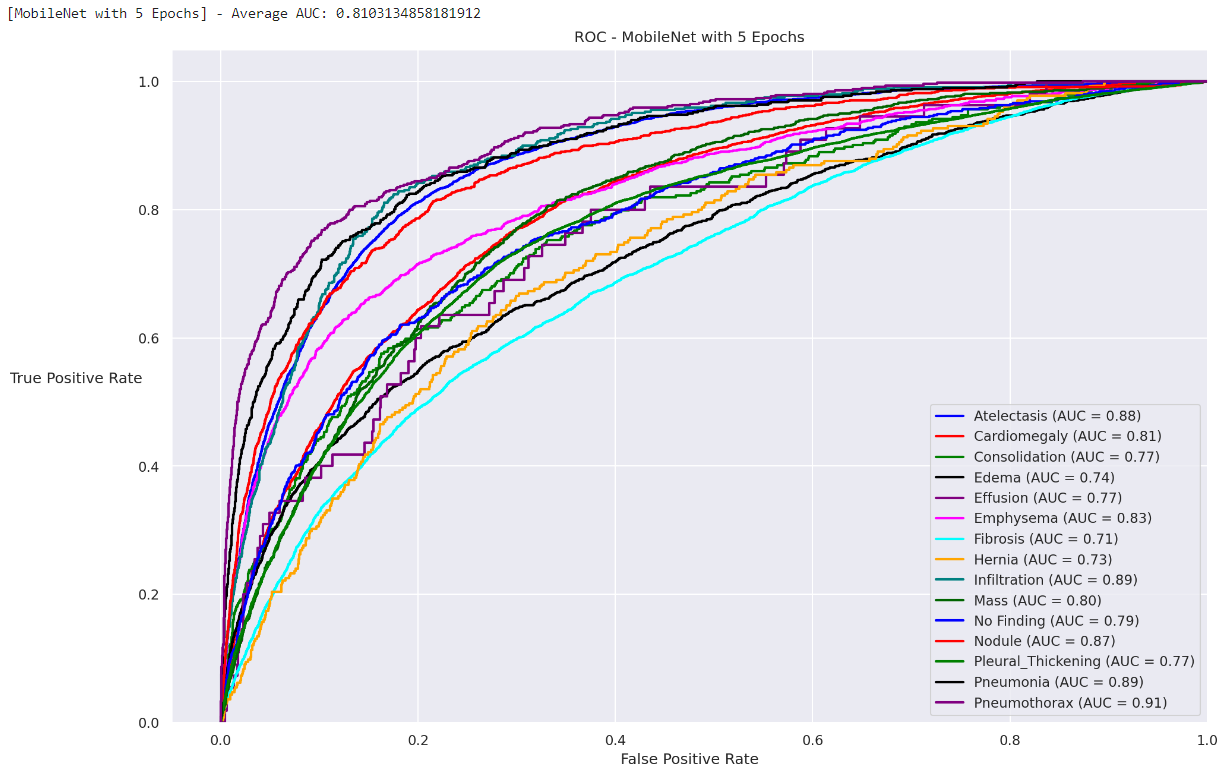 [MobileNet with 5 Epochs] - Average AUC: 0.8103134858181912
ROC - MobileNet with 5 Epochs
1.0
0.8
0.6
True Positive Rate
0.4
0.2
0.0
Atelectasis (AUC = 0.88)
Cardiomegaly (AUC = 0.81)
Consolidation (AUC = 0.77)
Edema (AUC = 0.74)
Effusion (AUC = 0.77)
Emphysema (AUC = 0.83)
Fibrosis (AUC = 0.71)
Hernia (AUC = 0.73)
Infiltration (AUC = 0.89)
Mass (AUC = 0.80)
No Finding (AUC = 0.79)
Nodule (AUC = 0.87)
Pleural_Thickening (AUC = 0.77)
Pneumonia (AUC = 0.89)
Pneumothorax (AUC = 0.91)
0.0 0.2 0.4 0.6 0.8 1.0
False Positive Rate